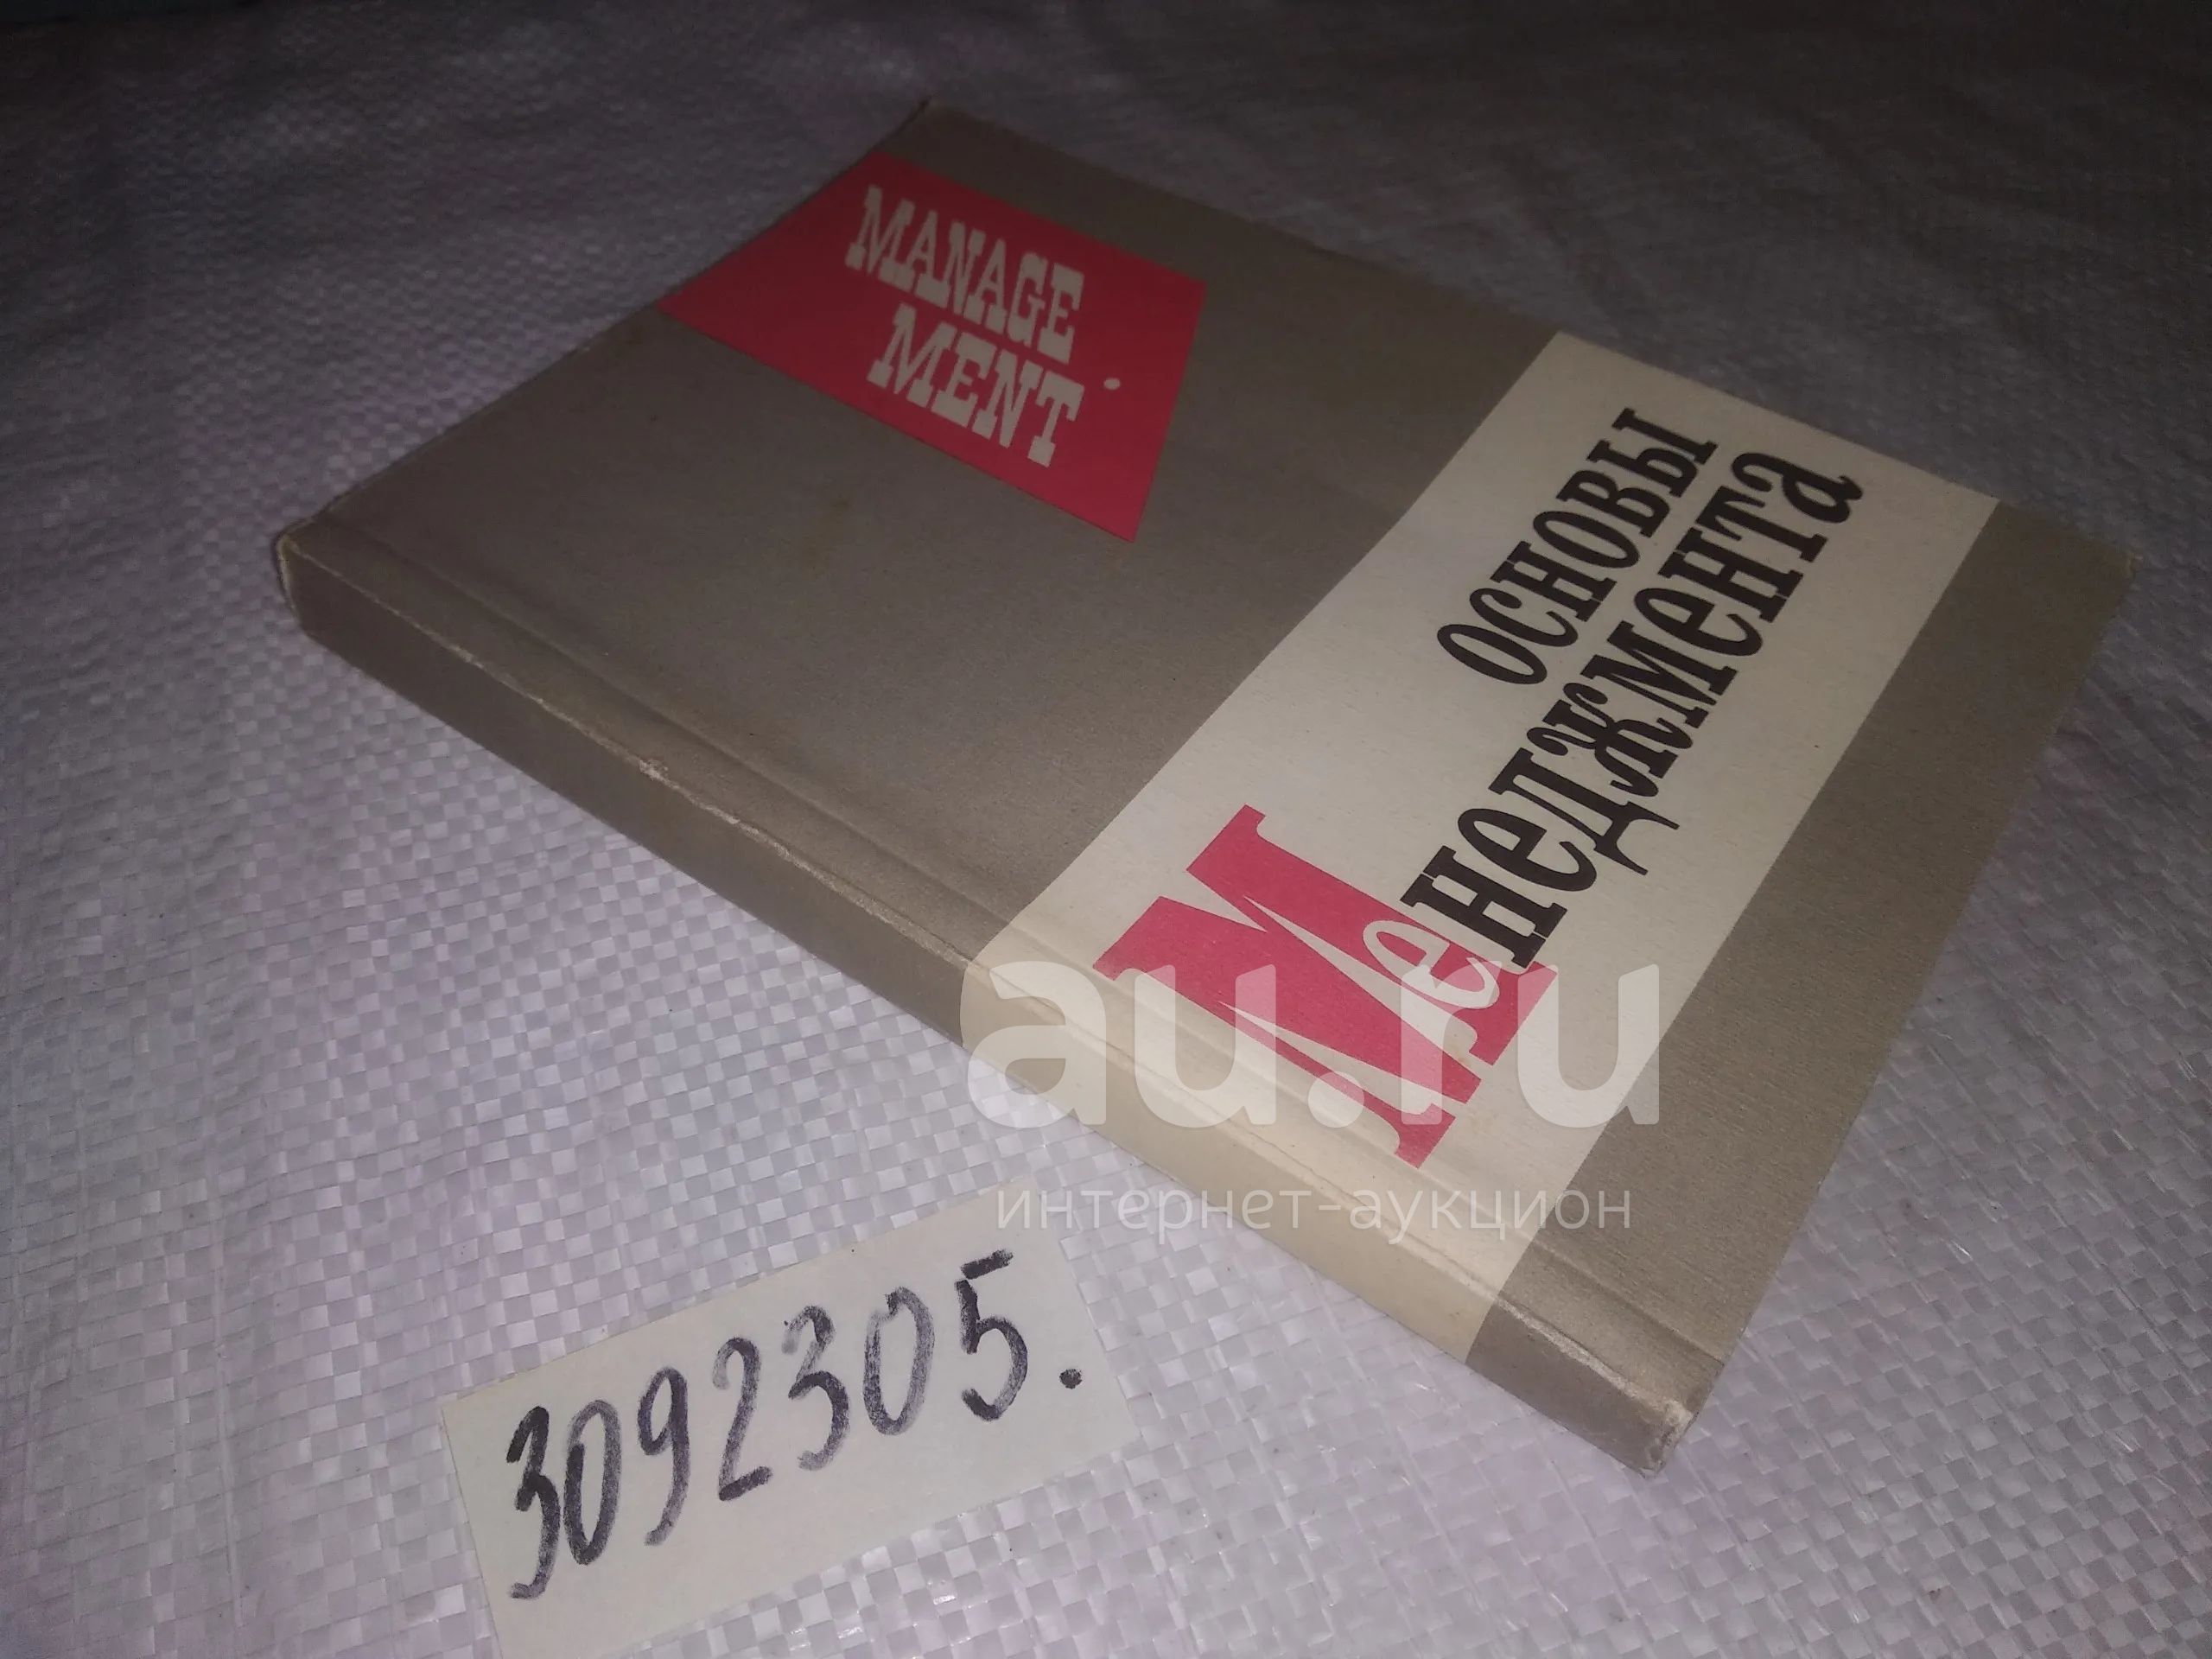 MANAGE
MENT
основы
Менеджмента
au.ru
интернет-аукцион
3092305.